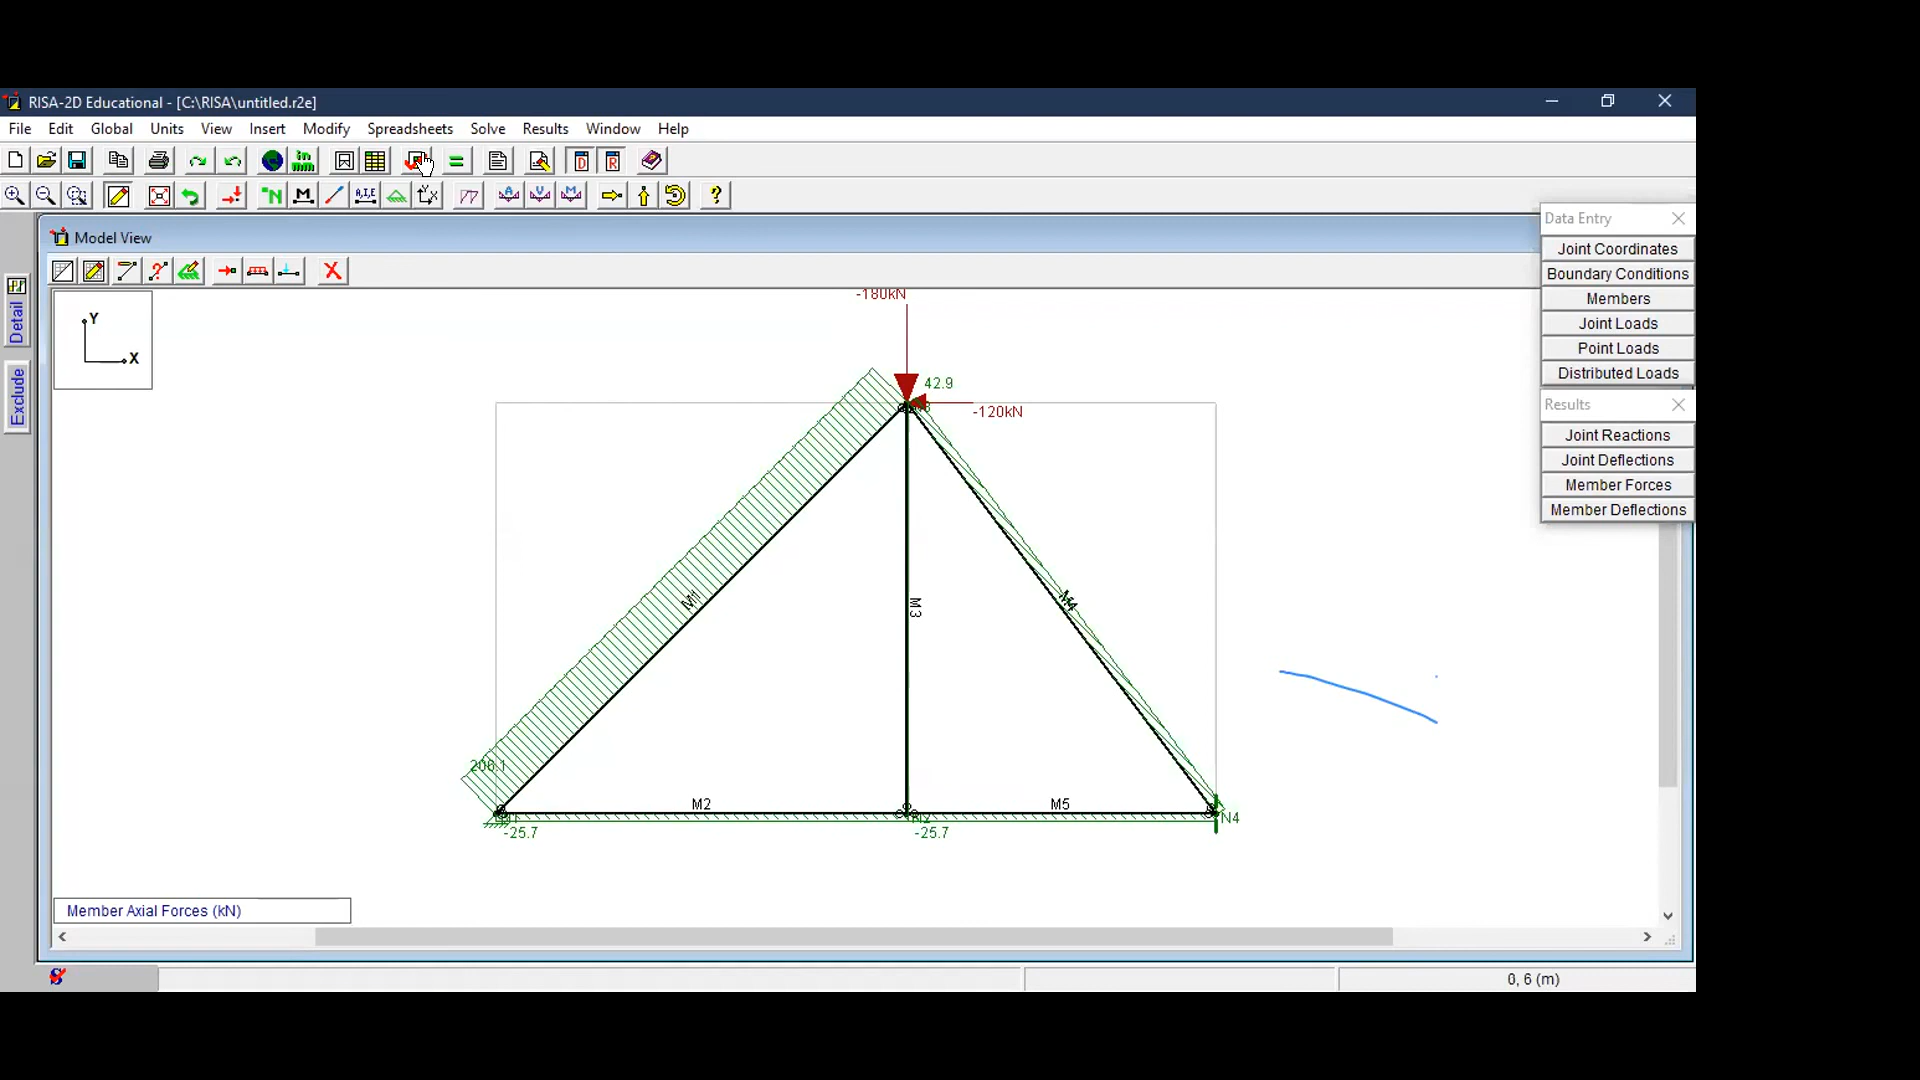 RISA-2D Educational - [C:\RISA\untitled.r2e]
File Edit Global Units View Insert Modify Spreadsheets Solve Results Window Help
Model View
Detail
Exclude
Y
X
-180kN
42.9
-120kN
M1
M3
M4
206.1
M2
M5
N4
-25.7
-25.7
Member Axial Forces (kN)
Data Entry
Joint Coordinates
Boundary Conditions
Members
Joint Loads
Point Loads
Distributed Loads
Results
Joint Reactions
Joint Deflections
Member Forces
Member Deflections
0, 6 (m)